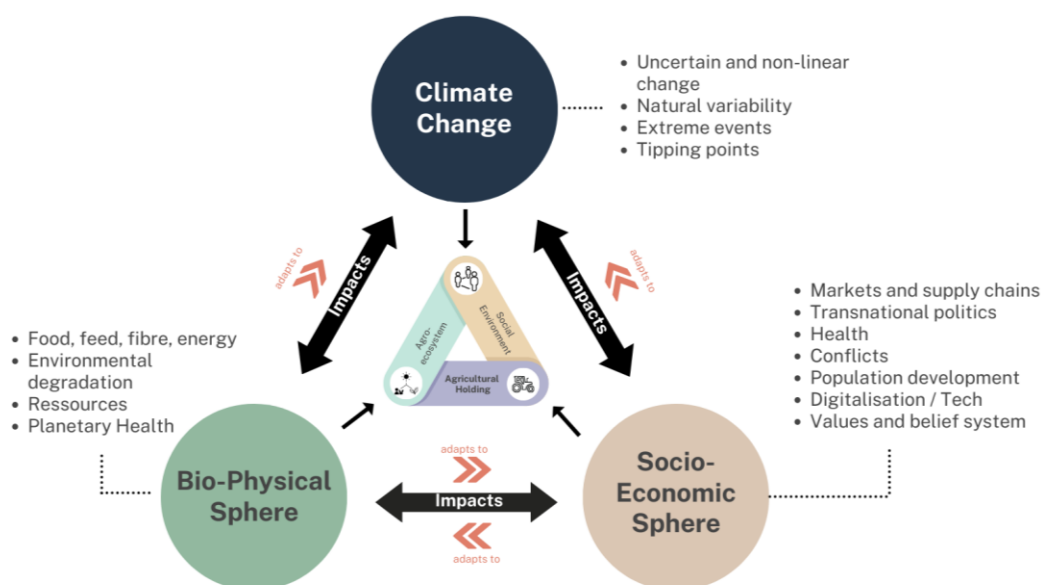 Climate
Change
• Uncertain and non-linear
change
• Natural variability
• Extreme events
• Tipping points
adapts to
Impacts
Impacts
adapts to
Agro-
ecosystem
Social
Environment
Agricultural
Holding
• Food, feed, fibre, energy
• Environmental
degradation
• Ressources
• Planetary Health
• Markets and supply chains
• Transnational politics
• Health
• Conflicts
• Population development
• Digitalisation / Tech
• Values and belief system
Bio-Physical
Sphere
adapts to
Impacts
adapts to
Socio-
Economic
Sphere